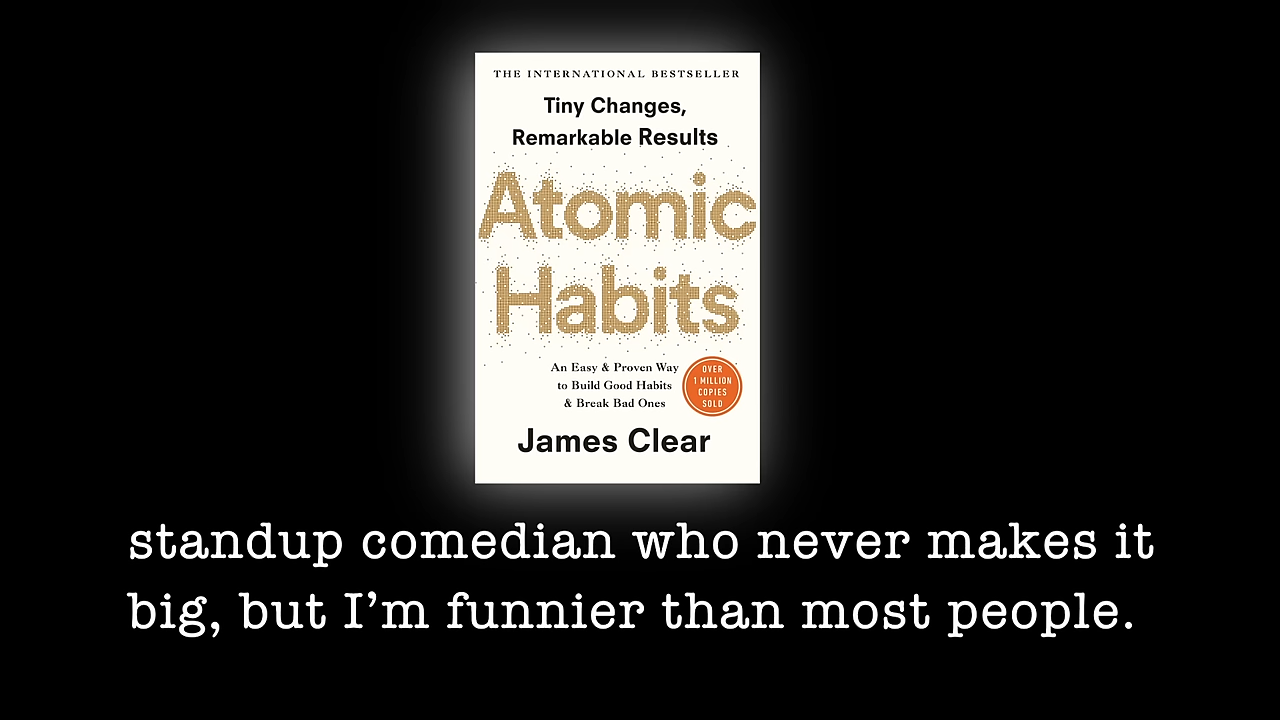 THE INTERNATIONAL BESTSELLER
Tiny Changes,
Remarkable Results
Atomic
Habits
An Easy & Proven Way
to Build Good Habits
& Break Bad Ones
OVER
1 MILLION
COPIES
SOLD
James Clear
standup comedian who never makes it
big, but I’m funnier than most people.